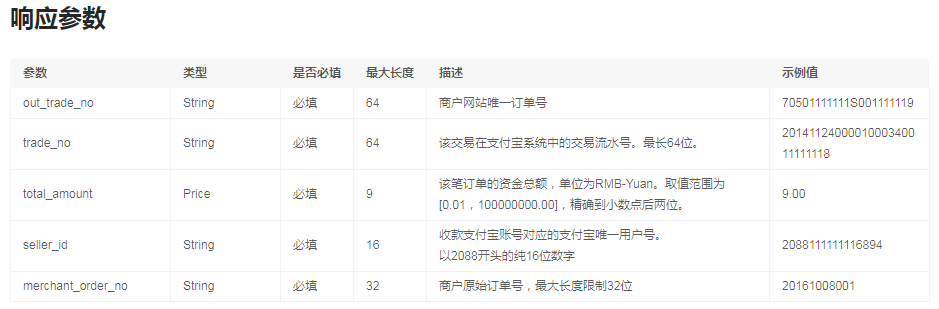 响应参数
参数 类型 是否必填 最大长度 描述 示例值
out_trade_no String 必填 64 商户网站唯一订单号 70501111111S001111119
trade_no String 必填 64 该交易在支付宝系统中的交易流水号。最长64位。 20141124000010003400
11111118
total_amount Price 必填 9 该笔订单的资金总额，单位为RMB-Yuan。取值范围为
[0.01，100000000.00]，精确到小数点后两位。 9.00
seller_id String 必填 16 收款支付宝账号对应的支付宝唯一用户号。
以2088开头的纯16位数字 2088111111116894
merchant_order_no String 必填 32 商户原始订单号，最大长度限制32位 20161008001